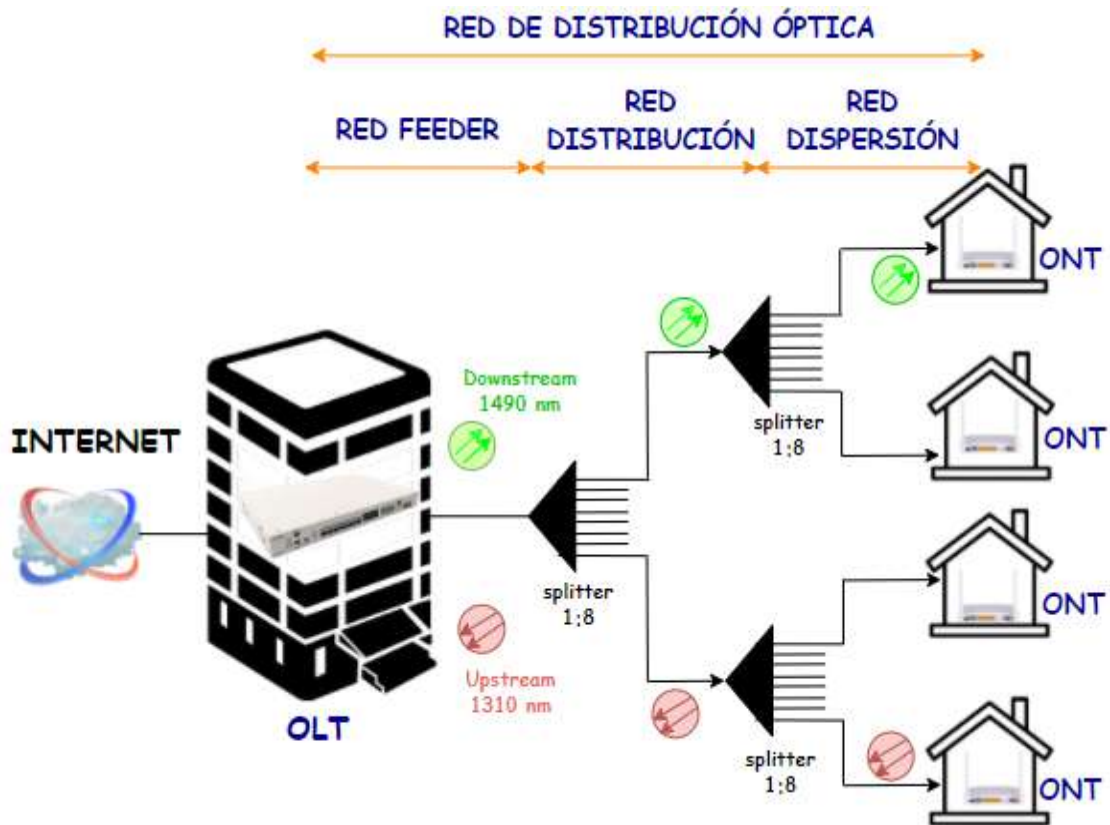 RED DE DISTRIBUCIÓN ÓPTICA
RED FEEDER
RED
DISTRIBUCIÓN
RED
DISPERSIÓN
ONT
Downstream
1490 nm
splitter
1:8
INTERNET
ONT
splitter
1:8
Upstream
1310 nm
OLT
ONT
splitter
1:8
ONT